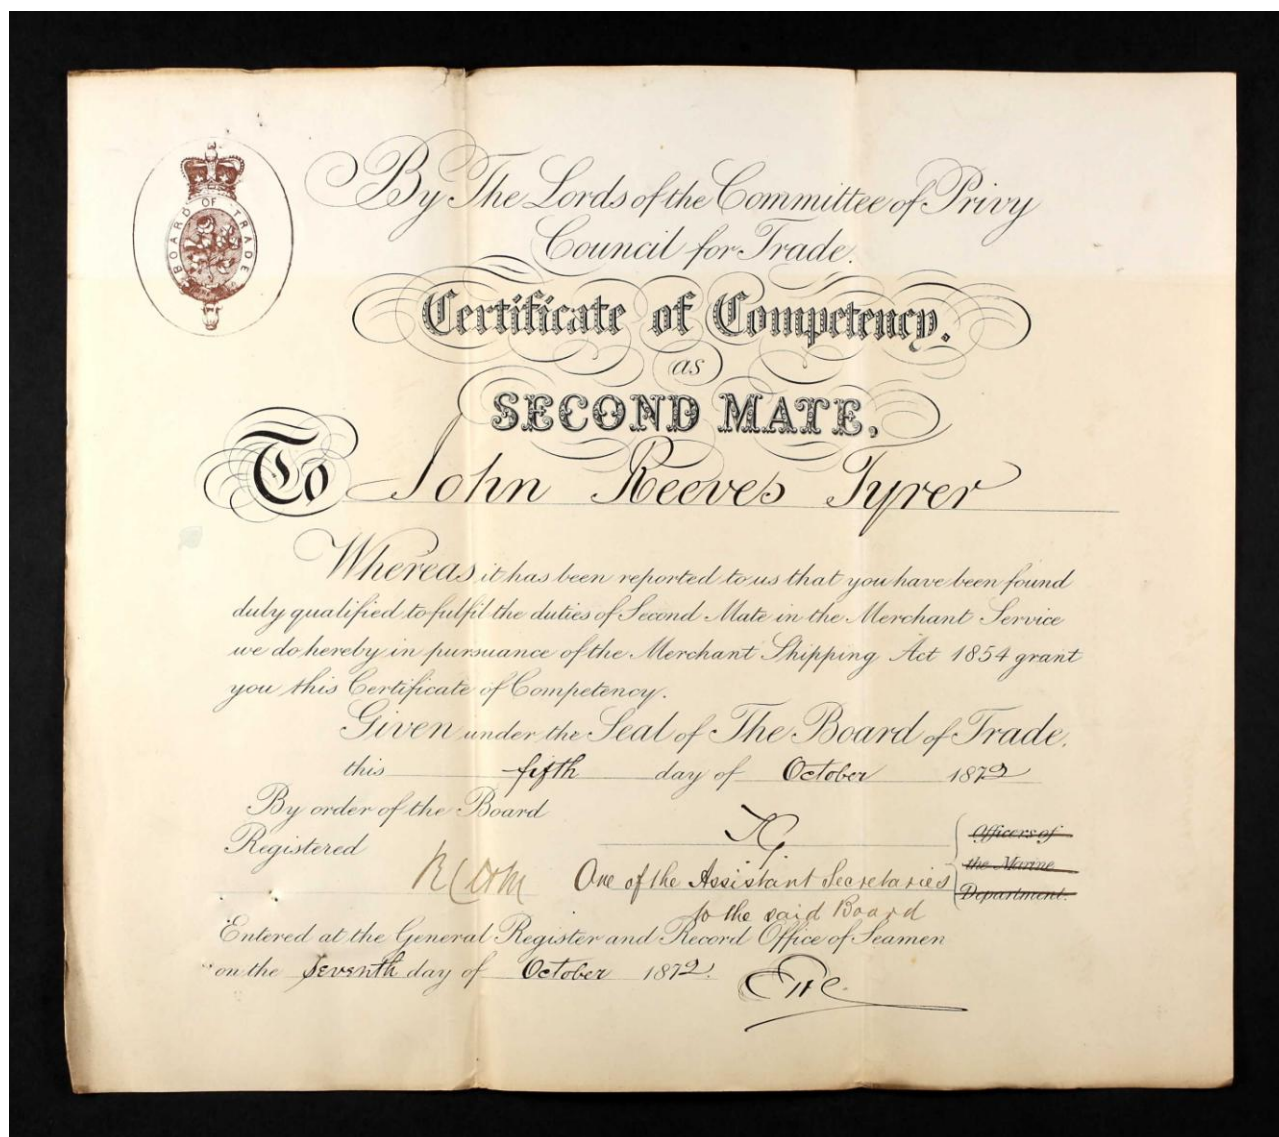 BOARD OF TRADE
By The Lords of the Committee of Privy
Council for Trade.
Certificate of Competency.
as
SECOND MATE,
To John Reeves Tyrer
Whereas it has been reported to us that you have been found
duly qualified to fulfil the duties of Second Mate in the Merchant Service
we do hereby in pursuance of the Merchant Shipping Act 1854 grant
you this Certificate of Competency.
Given under the Seal of The Board of Trade.
this fifth day of October 1872
By order of the Board
Registered
One of the Assistant Secretaries
to the said Board
Officers of
the Marine
Department.
Entered at the General Register and Record Office of Seamen
on the seventh day of October 1872.